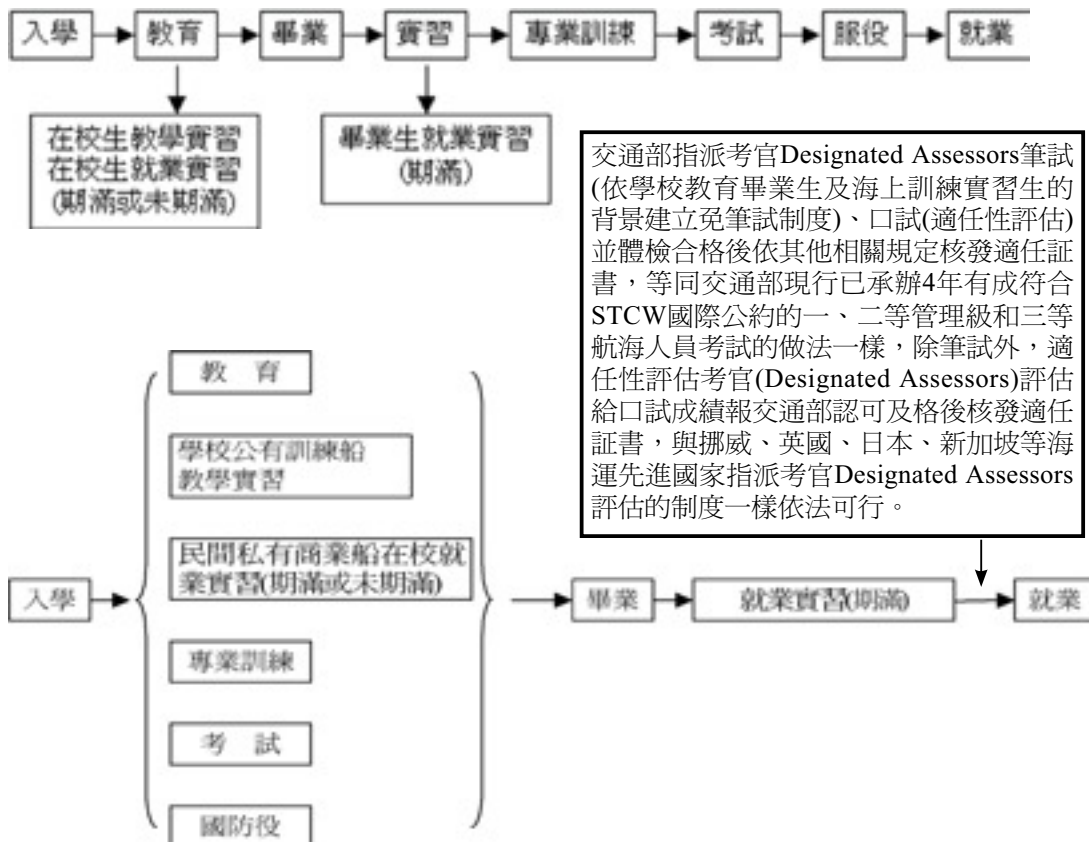 入學 教育 畢業 實習 專業訓練 考試 服役 就業
在校生教學實習
在校生就業實習
(期滿或未期滿)
畢業生就業實習
(期滿)
交通部指派考官Designated Assessors筆試
(依學校教育畢業生及海上訓練實習生的
背景建立免筆試制度)、口試(適任性評估)
並體檢合格後依其他相關規定核發適任証
書，等同交通部現行已承辦4年有成符合
STCW國際公約的一、二等管理級和三等
航海人員考試的做法一樣，除筆試外，適
任性評估考官(Designated Assessors)評估
給口試成績報交通部認可及格後核發適任
証書，與挪威、英國、日本、新加坡等海
運先進國家指派考官Designated Assessors
評估的制度一樣依法可行。
入學
教 育
學校公有訓練船
教學實習
民間私有商業船在校就
業實習(期滿或未期滿)
專業訓練
考 試
國防役
畢業 就業實習(期滿) 就業